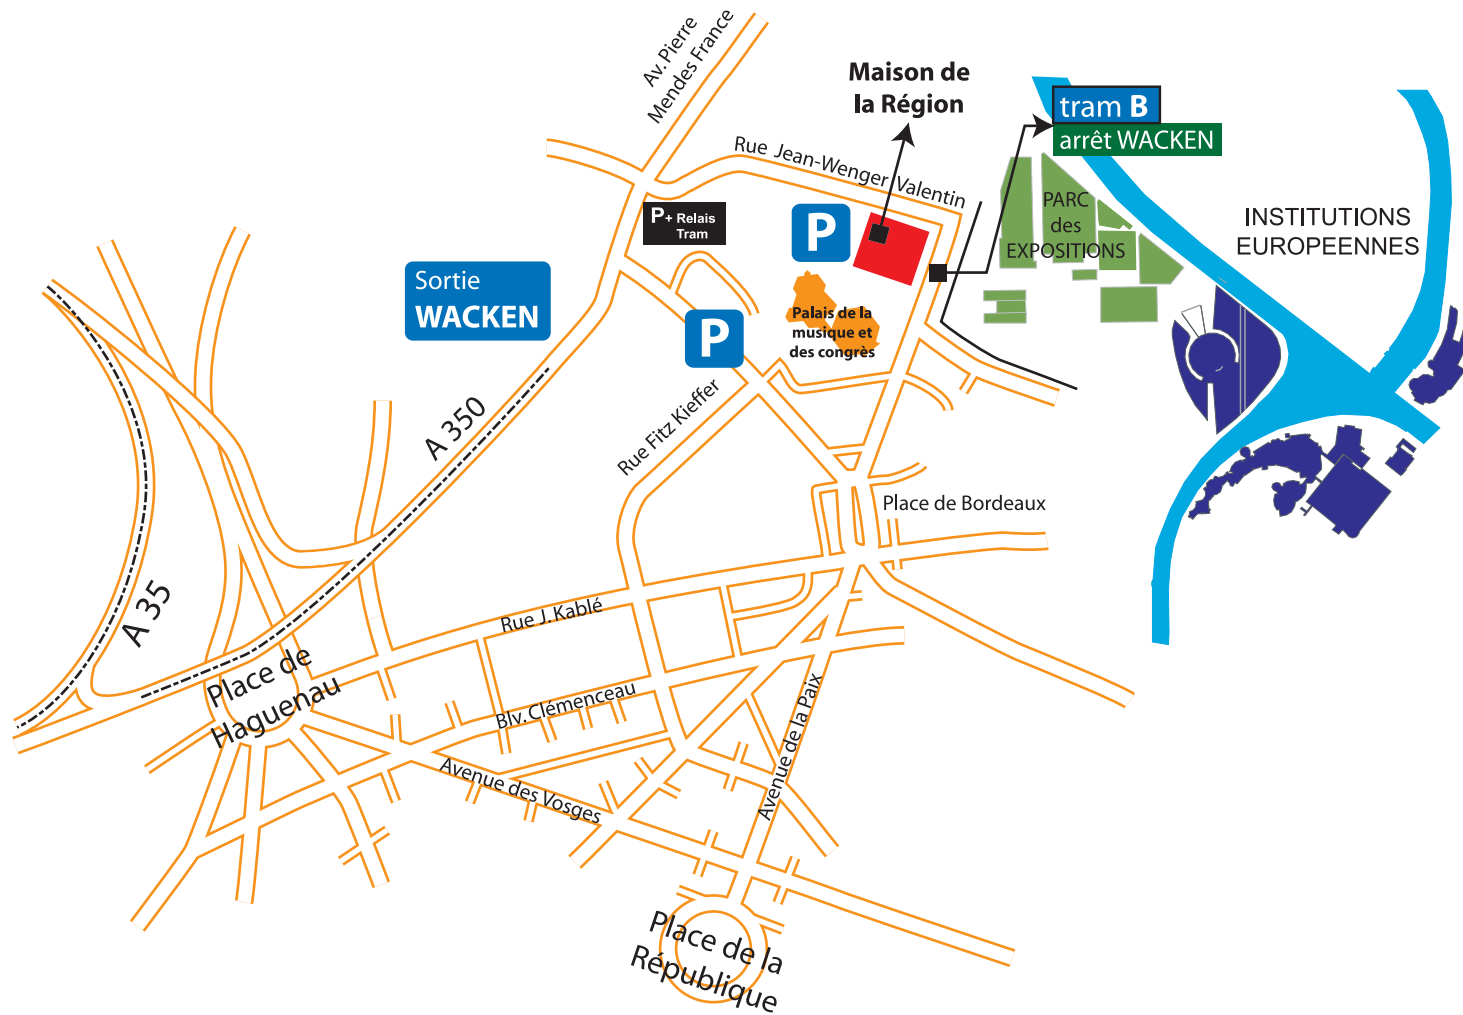 Av. Pierre
Mendes France
Maison de
la Région
tram B
arrêt WACKEN
Rue Jean-Wenger Valentin
P+ Relais
Tram
P
PARC
des
EXPOSITIONS
INSTITUTIONS
EUROPEENNES
Sortie
WACKEN
P
Palais de la
musique et
des congrès
A 350
Rue Fitz Kieffer
Place de Bordeaux
A 35
Rue J. Kablé
Place de
Haguenau
Blv. Clémenceau
Avenue de la Paix
Avenue des Vosges
Place de la
République